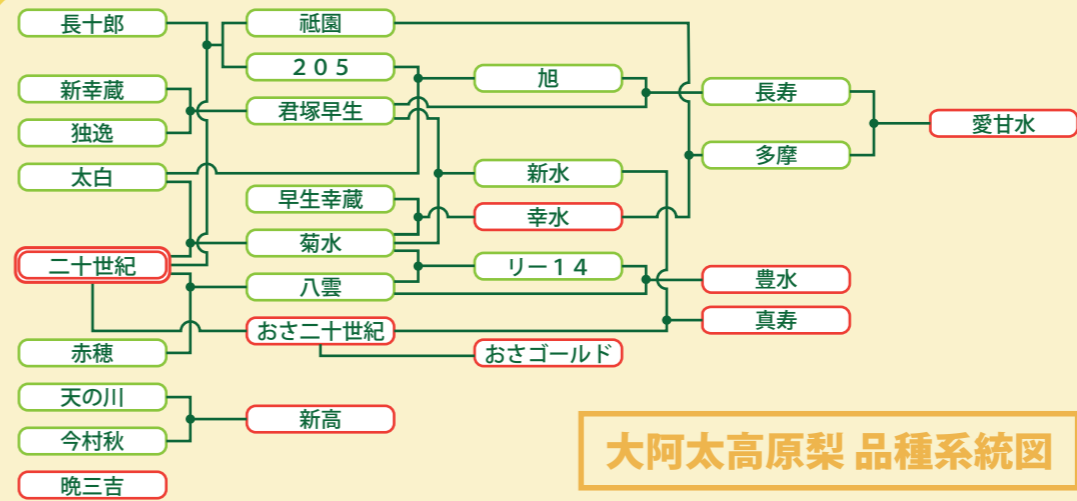 長十郎
新幸蔵
独逸
太白
二十世紀
赤穂
天の川
今村秋
晩三吉
祗園
２０５
君塚早生
早生幸蔵
菊水
八雲
おさ二十世紀
新高
旭
新水
幸水
リー１４
おさゴールド
長寿
多摩
豊水
真寿
愛甘水
大阿太高原梨 品種系統図